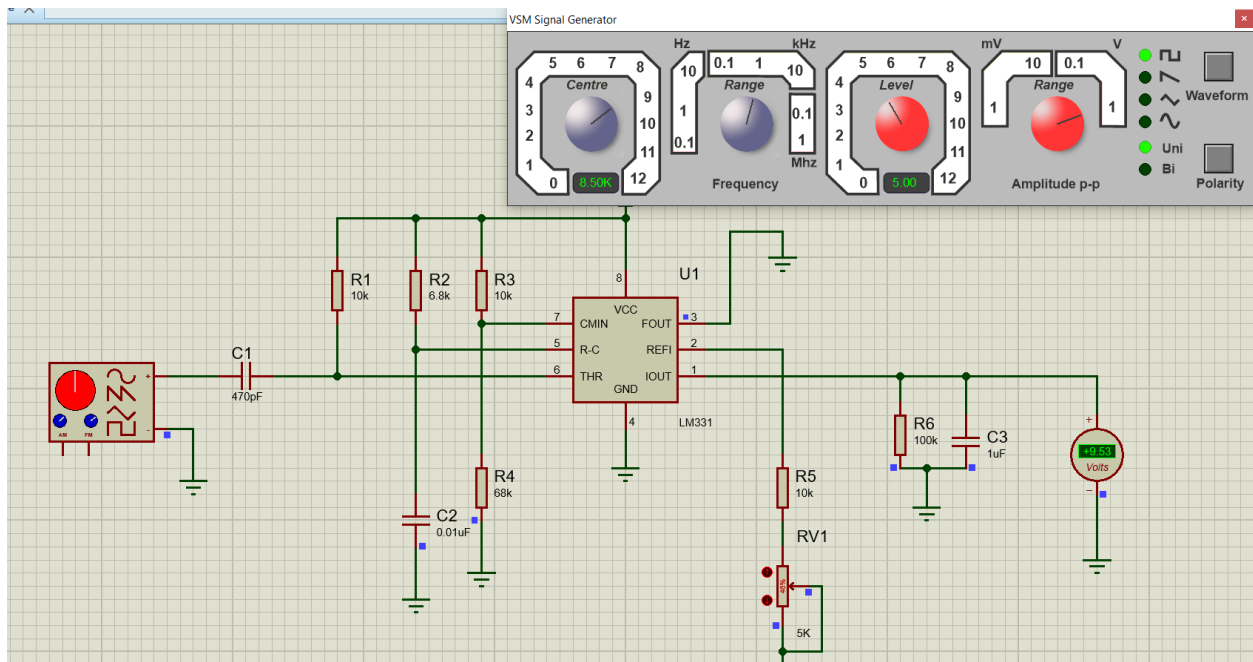 VSM Signal Generator
Hz kHz mV V
5 6 7 8 0.1 1 5 6 7 8 10 0.1
4 Centre 10 Range 10 4 Level Range
3 9 3 9
2 10 1 0.1 2 10 1 1 Waveform
1 11 0.1 1 1 11
0 8.50K 12 Mhz 0 5.00 12 Uni
Frequency Amplitude p-p Bi Polarity
R1
10k
R2
6.8k
R3
10k
U1
8
VCC
7 CMIN FOUT 3
5 R-C REFI 2
6 THR IOUT 1
GND
4
LM331
C1
470pF
+
-
AM FM
R4
68k
C2
0.01uF
R5
10k
RV1
46%
5K
R6
100k
C3
1uF
+
+9.53
Volts
−